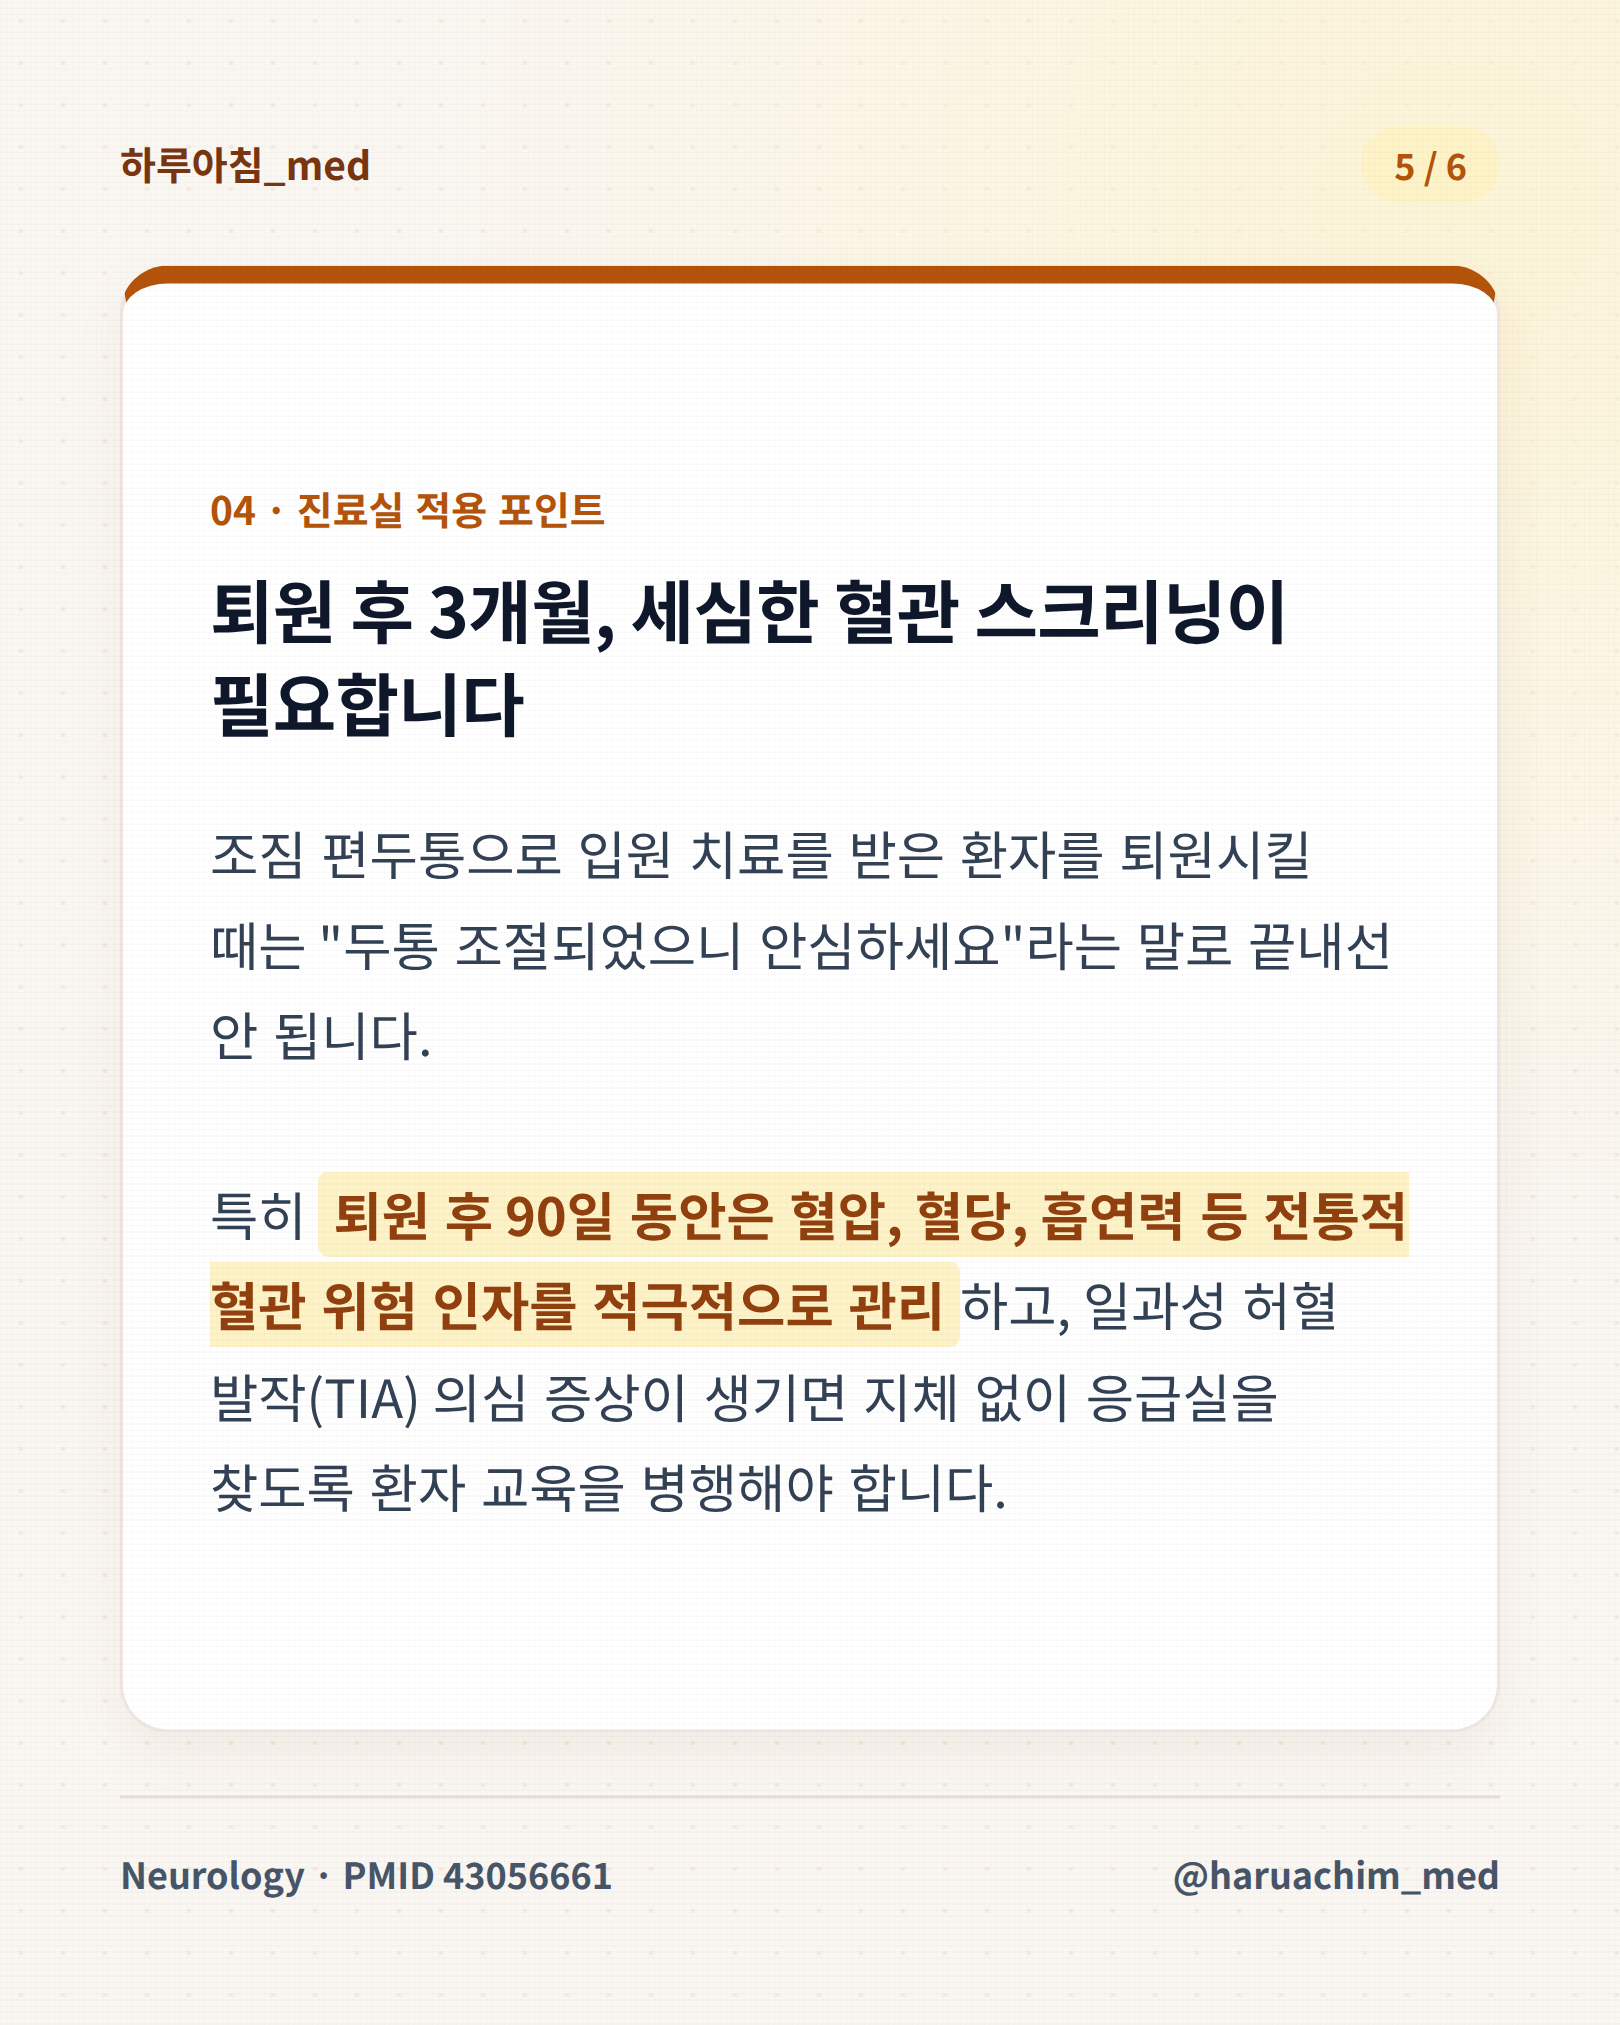 하루아침_med
5 / 6
04 · 진료실 적용 포인트
퇴원 후 3개월, 세심한 혈관 스크리닝이
필요합니다
조짐 편두통으로 입원 치료를 받은 환자를 퇴원시킬
때는 "두통 조절되었으니 안심하세요"라는 말로 끝내선
안 됩니다.
특히 퇴원 후 90일 동안은 혈압, 혈당, 흡연력 등 전통적
혈관 위험 인자를 적극적으로 관리하고, 일과성 허혈
발작(TIA) 의심 증상이 생기면 지체 없이 응급실을
찾도록 환자 교육을 병행해야 합니다.
Neurology · PMID 43056661
@haruachim_med